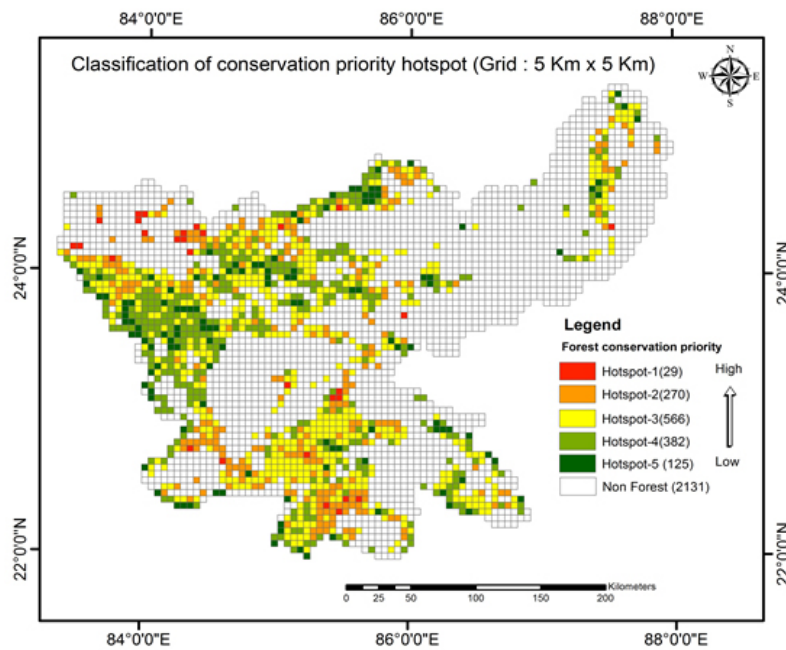 84°0'0"E 86°0'0"E 88°0'0"E
Classification of conservation priority hotspot (Grid : 5 Km x 5 Km)
N
W E
S
24°0'0"N 24°0'0"N
Legend
Forest conservation priority
Hotspot-1(29)
Hotspot-2(270)
Hotspot-3(566)
Hotspot-4(382)
Hotspot-5 (125)
Non Forest (2131)
High
Low
22°0'0"N 22°0'0"N
Kilometers
0 25 50 100 150 200
84°0'0"E 86°0'0"E 88°0'0"E